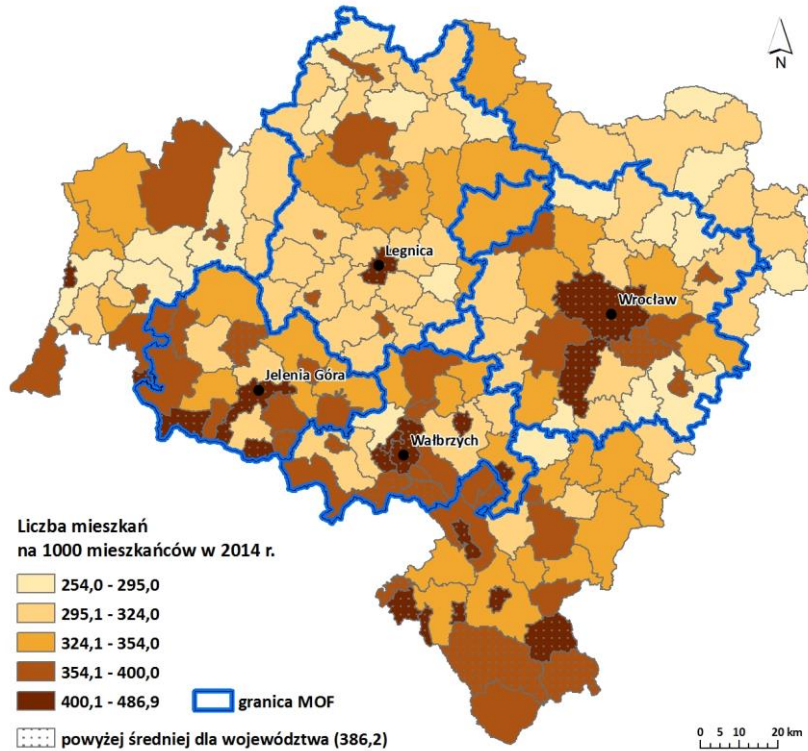 N
Legnica
Wrocław
Jelenia Góra
Wałbrzych
Liczba mieszkań
na 1000 mieszkańców w 2014 r.
254,0 - 295,0
295,1 - 324,0
324,1 - 354,0
354,1 - 400,0
400,1 - 486,9
granica MOF
powyżej średniej dla województwa (386,2)
0 5 10 20 km